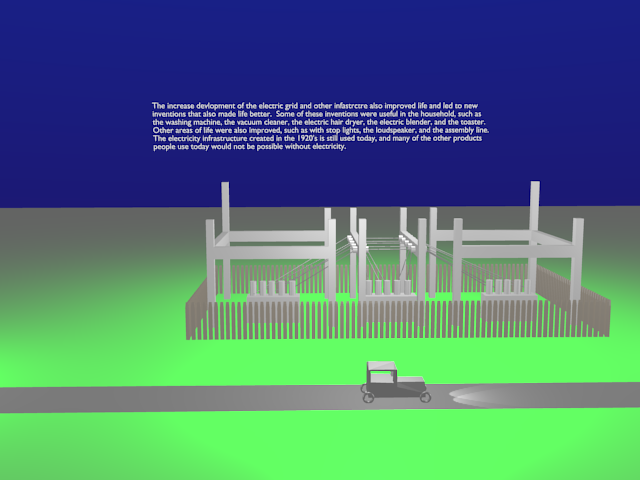 The increase devlopment of the electric grid and other infastrctre also improved life and led to new
inventions that also made life better.  Some of these inventions were useful in the household, such as
the washing machine, the vacuum cleaner, the electric hair dryer, the electric blender, and the toaster.
Other areas of life were also improved, such as with stop lights, the loudspeaker, and the assembly line.
The electricity infrastructure created in the 1920's is still used today, and many of the other products
people use today would not be possible without electricity.